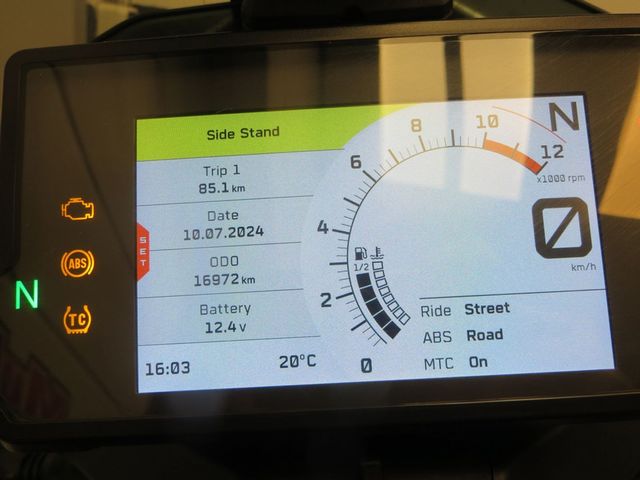 Side Stand
Trip 1
85.1 km
Date
10.07.2024
ODO
16972 km
Battery
12.4 V
16:03
20°C
SET
N
ABS
TC
N
0
2
4
6
8
10
12
x1000 rpm
1/2
0
km/h
Ride Street
ABS Road
MTC On